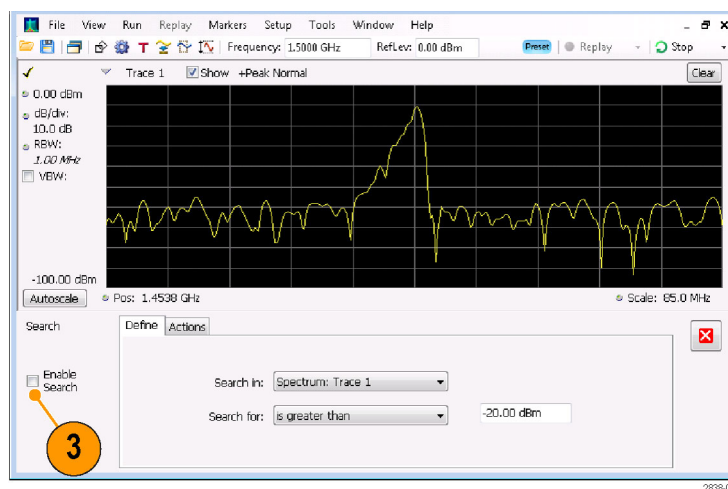 File View Run Replay Markers Setup Tools Window Help
Frequency: 1.5000 GHz RefLev: 0.00 dBm Preset Replay Stop
Trace 1 Show +Peak Normal Clear
0.00 dBm
dB/div:
10.0 dB
RBW:
1.00 MHz
VBW:
-100.00 dBm
Autoscale Pos: 1.4538 GHz Scale: 85.0 MHz
Search Define Actions
Enable
Search
Search in: Spectrum: Trace 1
Search for: is greater than -20.00 dBm
3